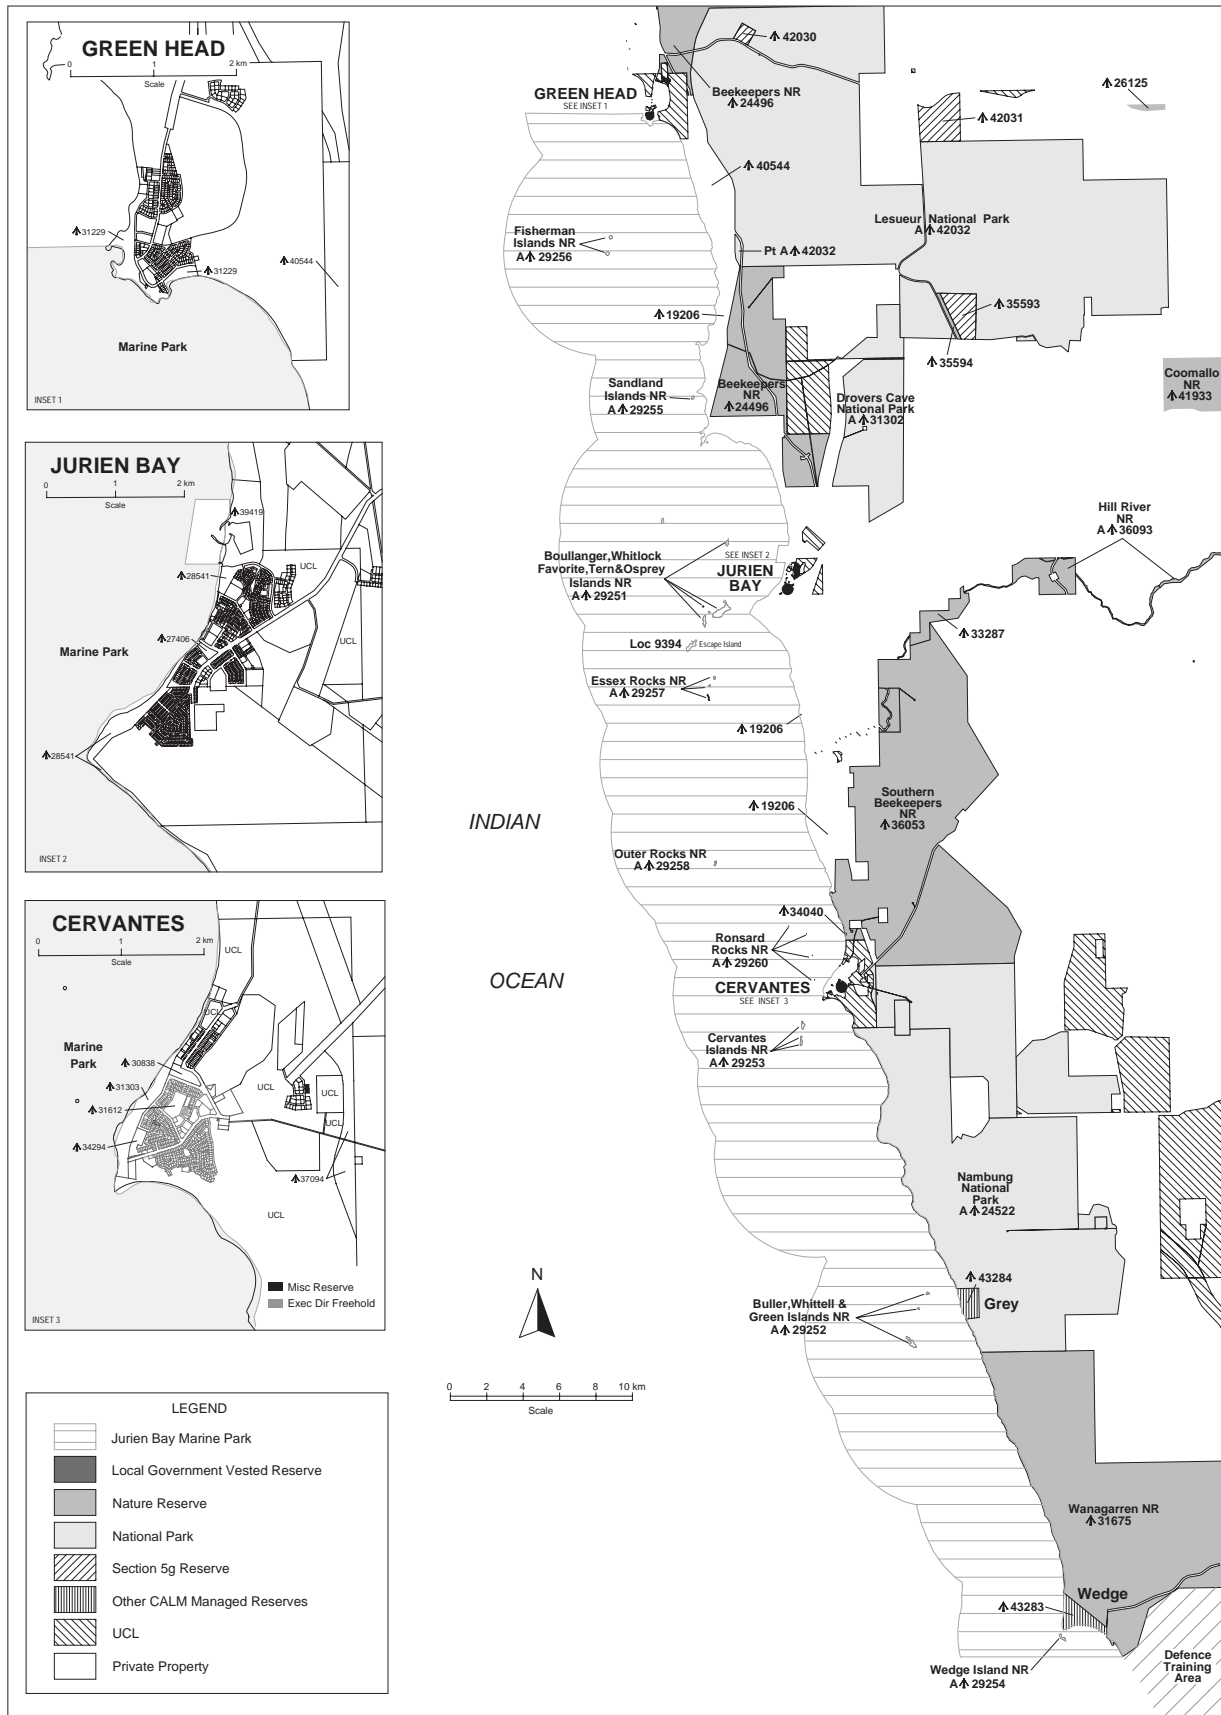 GREEN HEAD
0 1 2 km
Scale
31229
31229
40544
Marine Park
INSET 1
JURIEN BAY
0 1 2 km
Scale
39419
28541
UCL
27406
UCL
Marine Park
28541
INSET 2
CERVANTES
0 1 2 km
Scale
UCL
UCL
Marine
Park
30838
31303
UCL
UCL
31612
UCL
34294
37094
UCL
Misc Reserve
Exec Dir Freehold
INSET 3
LEGEND
Jurien Bay Marine Park
Local Government Vested Reserve
Nature Reserve
National Park
Section 5g Reserve
Other CALM Managed Reserves
UCL
Private Property
42030
GREEN HEAD
SEE INSET 1
Beekeepers NR
24496
26125
42031
40544
Lesueur National Park
A 42032
Fisherman
Islands NR
A 29256
Pt A 42032
19206
35593
35594
Sandland
Islands NR
A 29255
Beekeepers
NR
24496
Drovers Cave
National Park
A 31302
Coomallo
NR
41933
Hill River
NR
A 36093
Boullanger,Whitlock
Favorite,Tern&Osprey
Islands NR
A 29251
SEE INSET 2
JURIEN
BAY
33287
Loc 9394
Escape Island
Essex Rocks NR
A 29257
19206
INDIAN
19206
Southern
Beekeepers
NR
36053
Outer Rocks NR
A 29258
34040
Ronsard
Rocks NR
A 29260
OCEAN
CERVANTES
SEE INSET 3
Cervantes
Islands NR
A 29253
Nambung
National
Park
A 24522
N
43284
Grey
Buller,Whittell &
Green Islands NR
A 29252
0 2 4 6 8 10 km
Scale
Wanagarren NR
31675
Wedge
43283
Wedge Island NR
A 29254
Defence
Training
Area